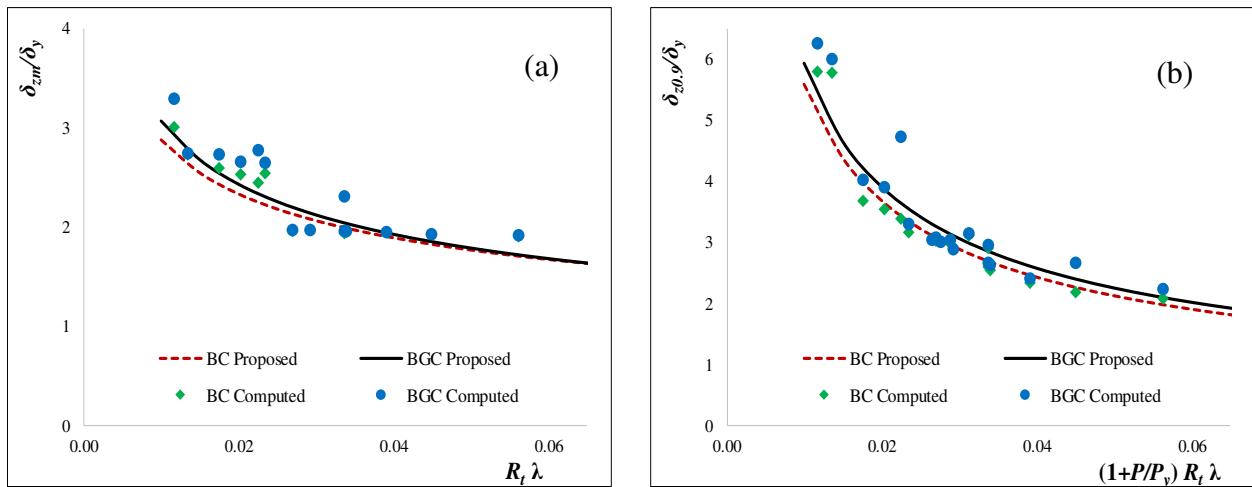 4
3
2
1
0
δzm/δy
(a)
BC Proposed
BGC Proposed
BC Computed
BGC Computed
0.00
0.02
0.04
0.06
Rt λ
6
5
4
3
2
1
0
δz0.9/δy
(b)
BC Proposed
BGC Proposed
BC Computed
BGC Computed
0.00
0.02
0.04
0.06
(1+P/Py) Rt λ